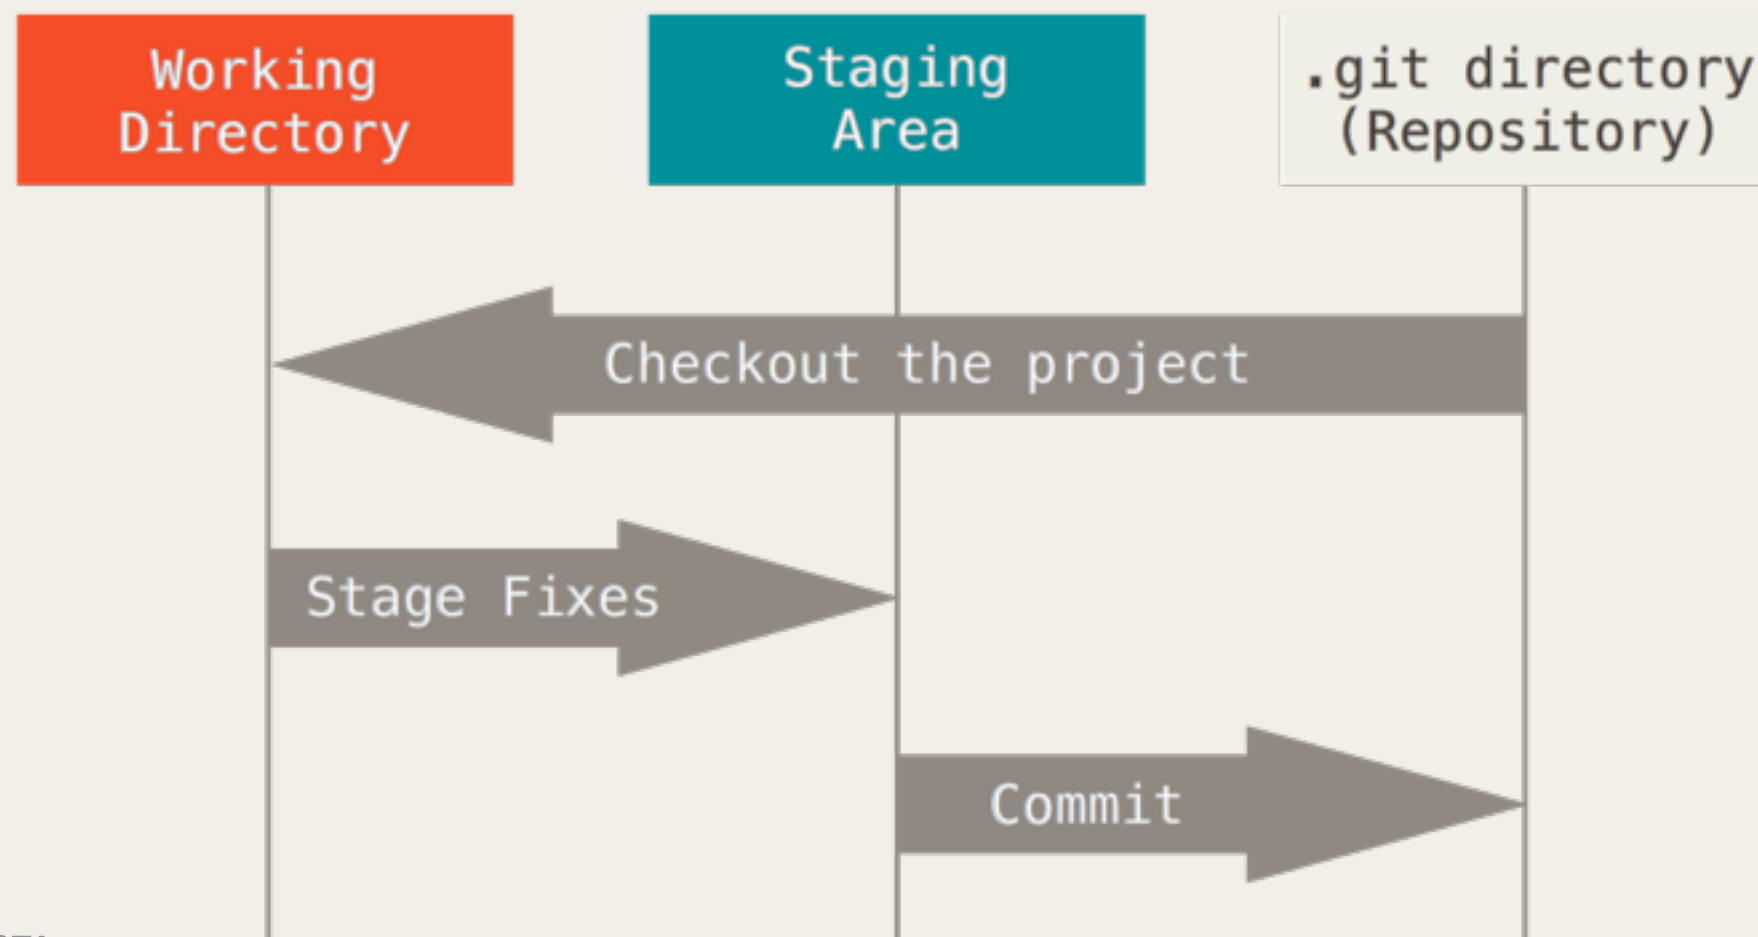 Working
Directory
Staging
Area
.git directory
(Repository)
Checkout the project
Stage Fixes
Commit